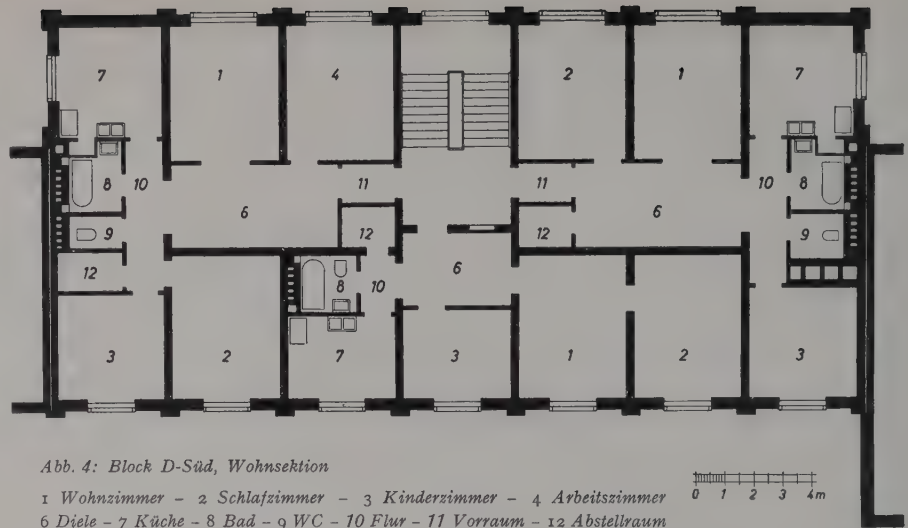 7 1 4 2 1 7
8 10 11 11 10 8
6 12 12 6
9 9
12 8 10 6
3 2 7 3 1 2 3
Abb. 4: Block D-Süd, Wohnsektion
1 Wohnzimmer – 2 Schlafzimmer – 3 Kinderzimmer – 4 Arbeitszimmer
6 Diele – 7 Küche – 8 Bad – 9 WC – 10 Flur – 11 Vorraum – 12 Abstellraum
0 1 2 3 4m